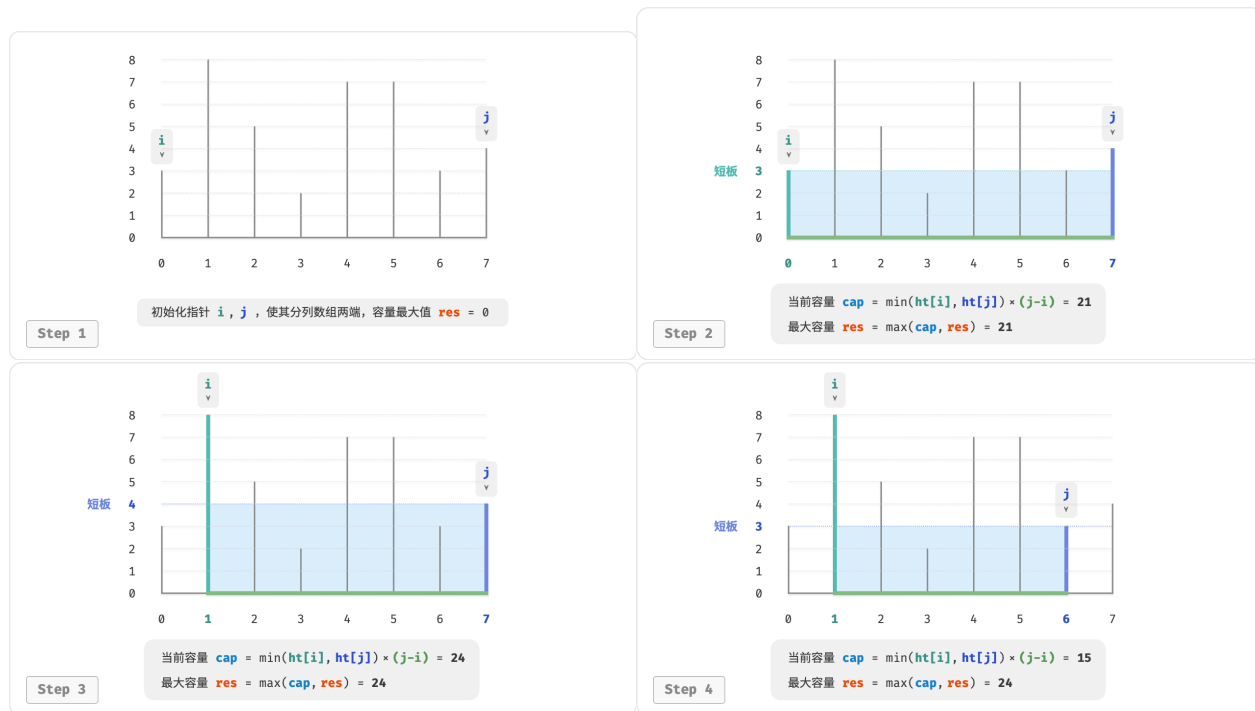 8
7
6
j
5
i
4
3
2
1
0
0 1 2 3 4 5 6 7
初始化指针 i , j , 使其分列数组两端，容量最大值 res = 0
Step 1
8
7
6
j
5
i
4
短板 3
2
1
0
0 1 2 3 4 5 6 7
当前容量 cap = min(ht[i], ht[j]) × (j-i) = 21
最大容量 res = max(cap, res) = 21
Step 2
i
8
7
6
j
5
短板 4
3
2
1
0
0 1 2 3 4 5 6 7
当前容量 cap = min(ht[i], ht[j]) × (j-i) = 24
最大容量 res = max(cap, res) = 24
Step 3
i
8
7
6
5
j
4
短板 3
2
1
0
0 1 2 3 4 5 6 7
当前容量 cap = min(ht[i], ht[j]) × (j-i) = 15
最大容量 res = max(cap, res) = 24
Step 4